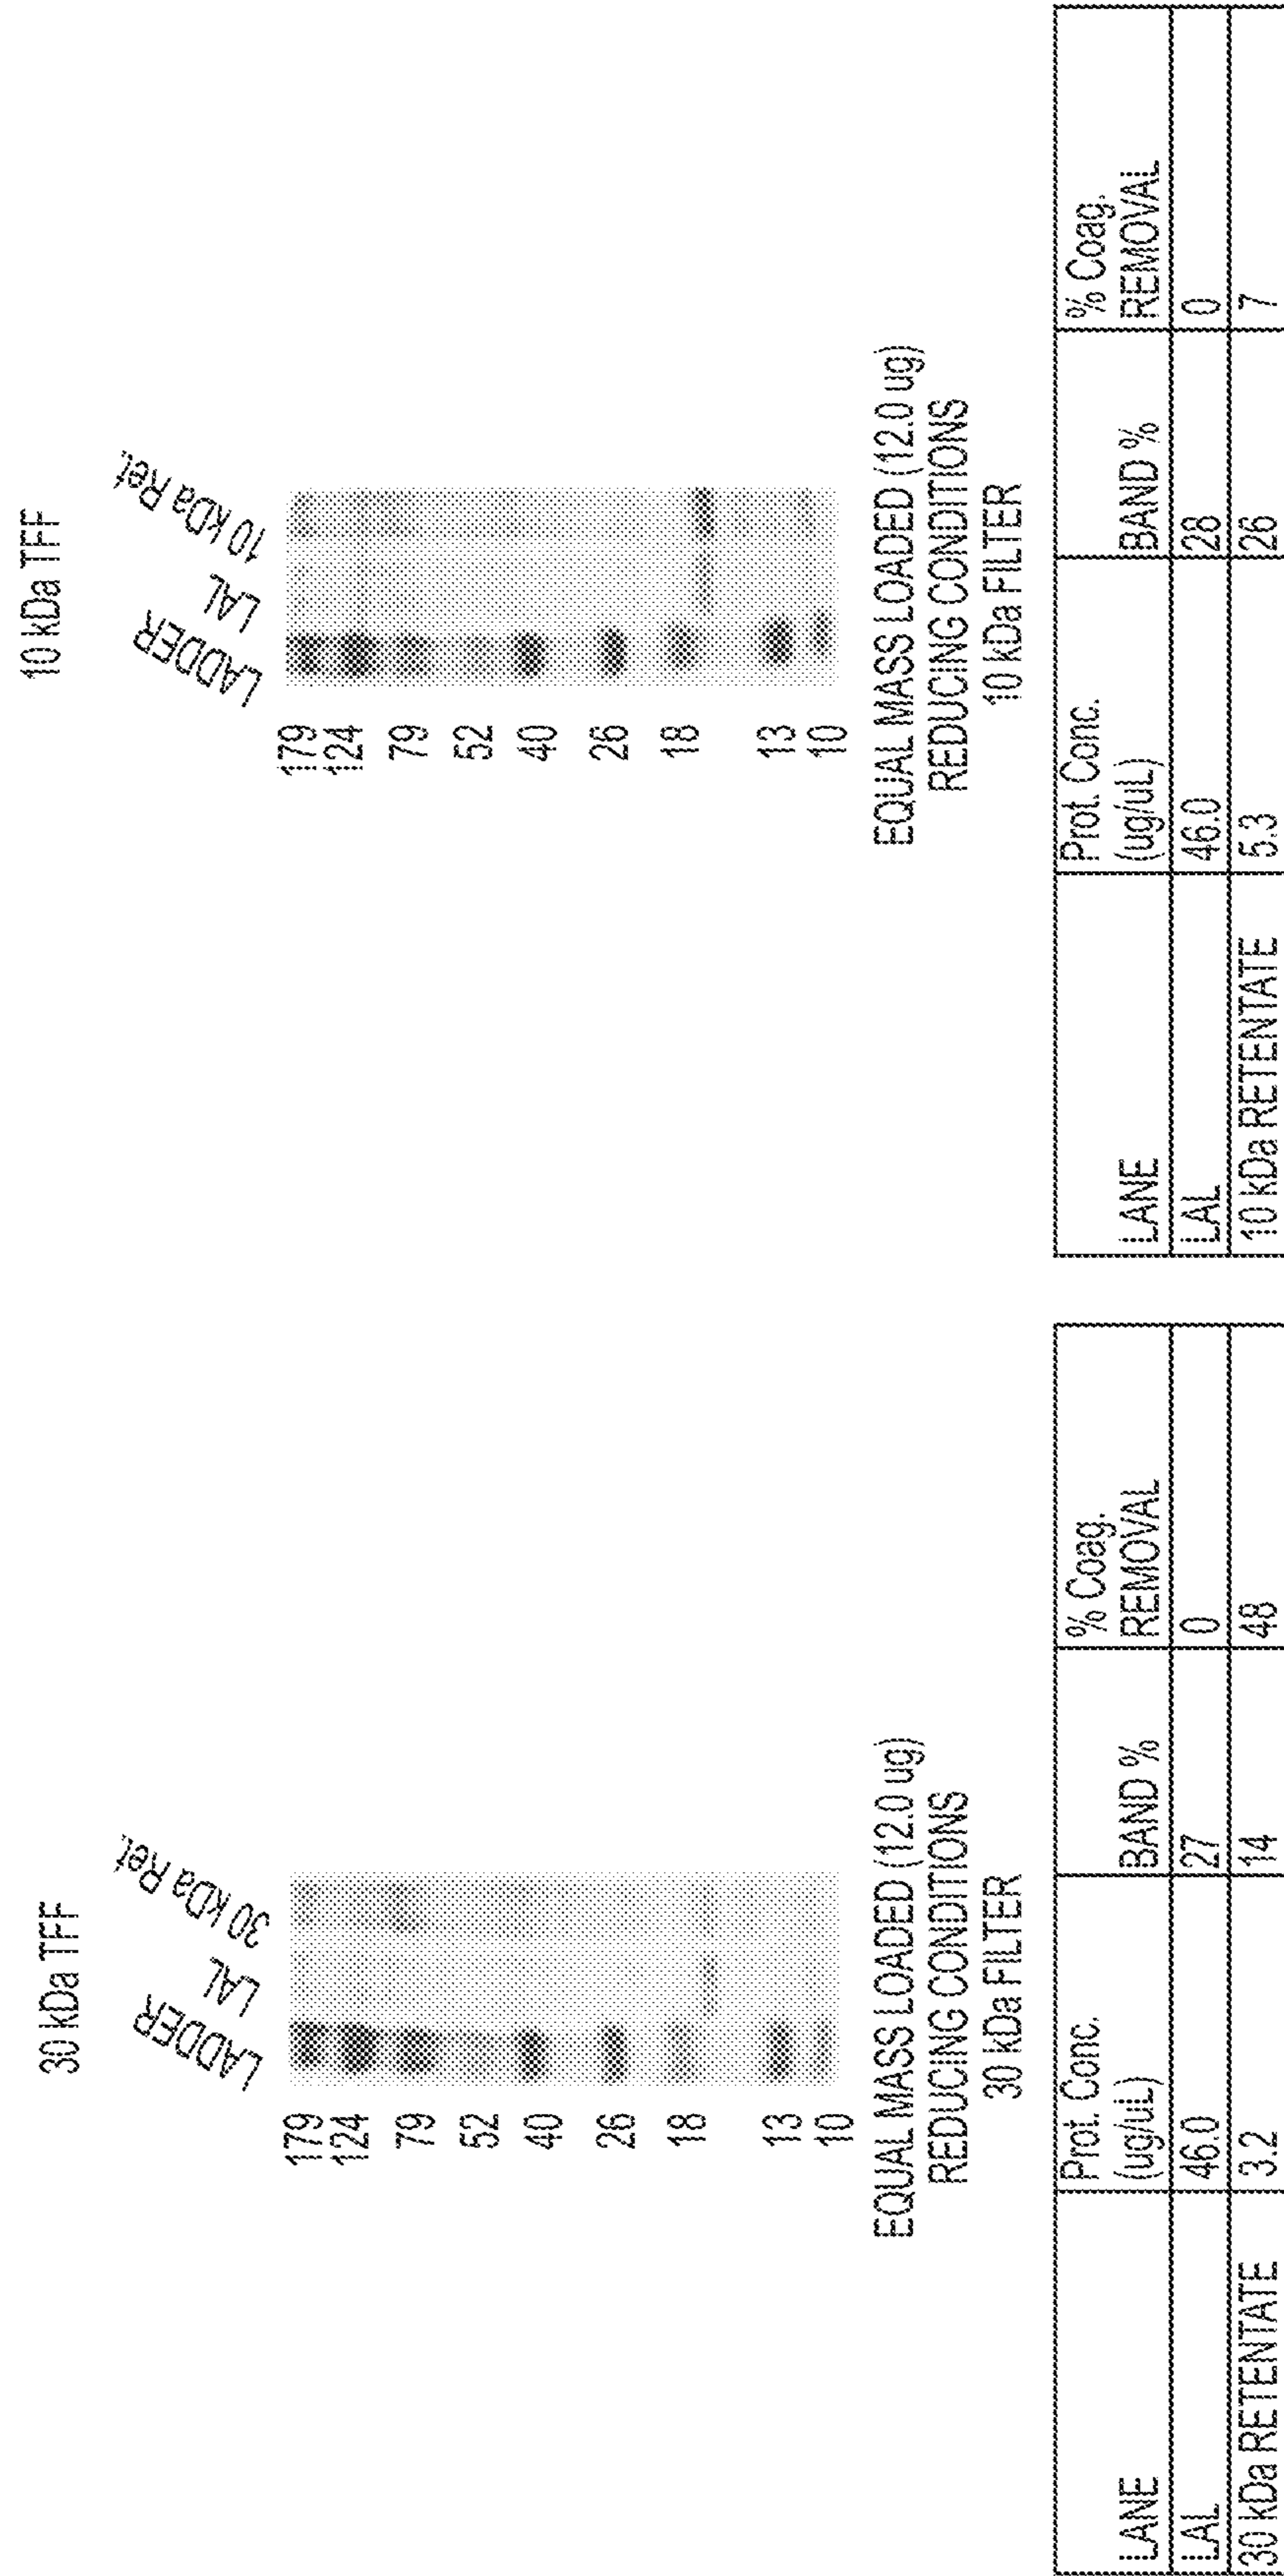 30 kDa TFF
LADDER
LAL
30 kDa Ret.
179
124
79
52
40
26
18
13
10
EQUAL MASS LOADED (12.0 ug)
REDUCING CONDITIONS
30 kDa FILTER
LANE Prot. Conc. (ug/uL) BAND % % Coag. REMOVAL
LAL 46.0 27 0
30 kDa RETENTATE 3.2 14 48
10 kDa TFF
LADDER
LAL
10 kDa Ret.
179
124
79
52
40
26
18
13
10
EQUAL MASS LOADED (12.0 ug)
REDUCING CONDITIONS
10 kDa FILTER
LANE Prot. Conc. (ug/uL) BAND % % Coag. REMOVAL
LAL 46.0 28 0
10 kDa RETENTATE 5.3 26 7